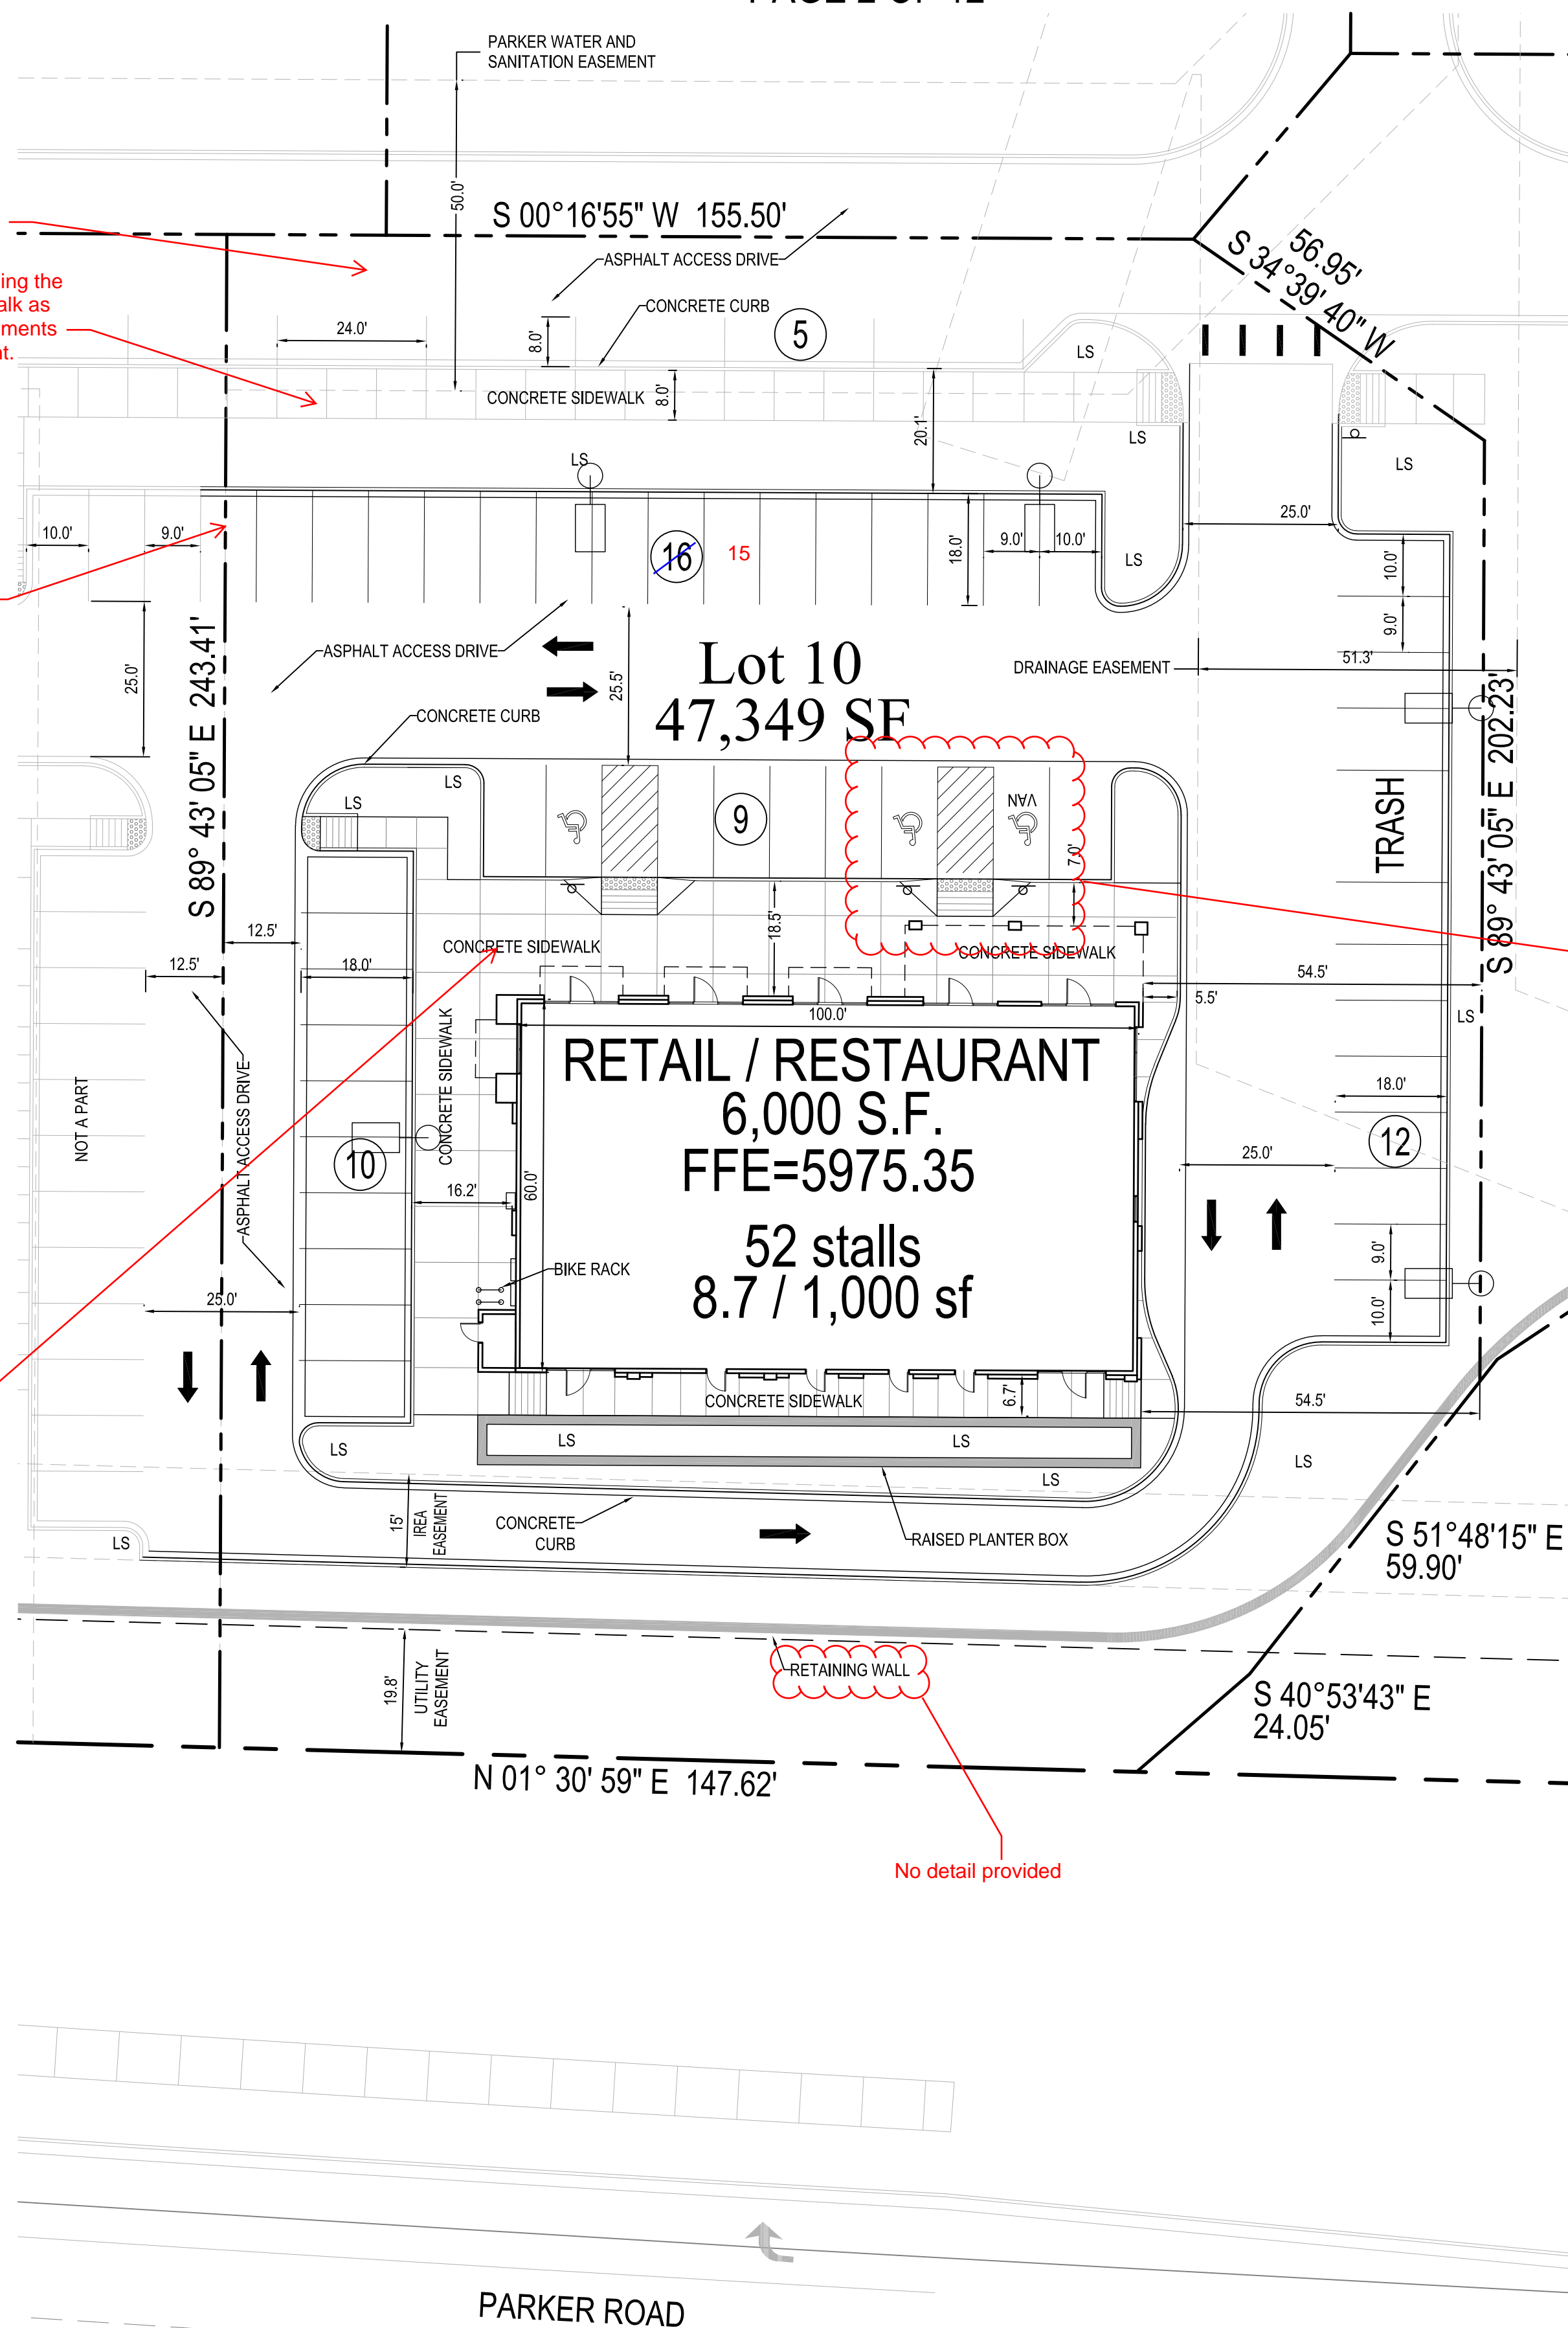 PARKER WATER AND
SANITATION EASEMENT
50.0'
S 00°16'55" W  155.50'
56.95'
S 34°39' 40" W
ASPHALT ACCESS DRIVE
CONCRETE CURB
5
24.0'
8.0'
LS
CONCRETE SIDEWALK
8.0'
20.1'
LS
LS
LS
10.0'
9.0'
16
15
18.0'
9.0'
10.0'
LS
25.0'
10.0'
9.0'
S 89° 43' 05" E  243.41'
25.0'
ASPHALT ACCESS DRIVE
25.5'
Lot 10
47,349 SF
DRAINAGE EASEMENT
51.3'
S 89° 43' 05" E  202.23'
CONCRETE CURB
LS
LS
9
VAN
7.0'
TRASH
12.5'
12.5'
18.0'
CONCRETE SIDEWALK
18.5'
CONCRETE SIDEWALK
54.5'
5.5'
LS
100.0'
CONCRETE SIDEWALK
ASPHALT ACCESS DRIVE
NOT A PART
RETAIL / RESTAURANT
6,000 S.F.
FFE=5975.35
52 stalls
8.7 / 1,000 sf
10
16.2'
60.0'
BIKE RACK
18.0'
12
25.0'
9.0'
10.0'
25.0'
CONCRETE SIDEWALK
6.7'
54.5'
LS
LS
LS
LS
LS
15'
IREA
EASEMENT
CONCRETE
CURB
RAISED PLANTER BOX
LS
S 51°48'15" E
59.90'
RETAINING WALL
19.8'
UTILITY
EASEMENT
S 40°53'43" E
24.05'
N 01° 30' 59" E  147.62'
No detail provided
PARKER ROAD